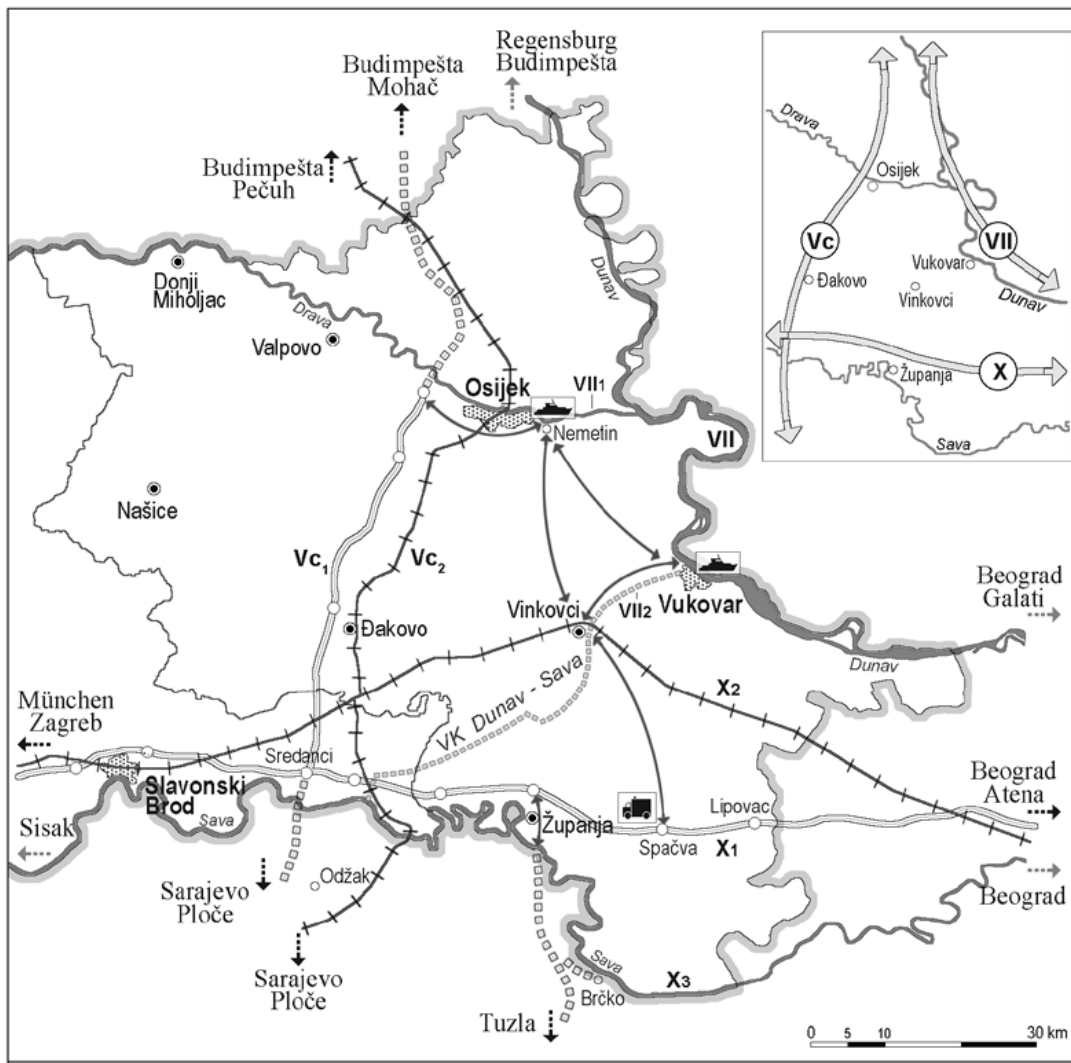 Regensburg
Budimpešta
Budimpešta
Mohač
Budimpešta
Pečuh
Drava
Osijek
Vc
VII
Vukovar
Đakovo
Vinkovci
Dunav
X
Županja
Sava
Donji
Miholjac
Valpovo
Drava
Dunav
Osijek
VII1
Nemetin
VII
Našice
Vc1
Vc2
Vukovar
VII2
Vinkovci
Đakovo
Beograd
Galati
Dunav
VK Dunav - Sava
X2
München
Zagreb
Sredanci
Slavonski
Brod
Sava
Sisak
Županja
Lipovac
Spačva
X1
Beograd
Atena
Beograd
Sarajevo
Ploče
Odžak
Sarajevo
Ploče
Sava
Brčko
X3
Tuzla
0 5 10 30 km